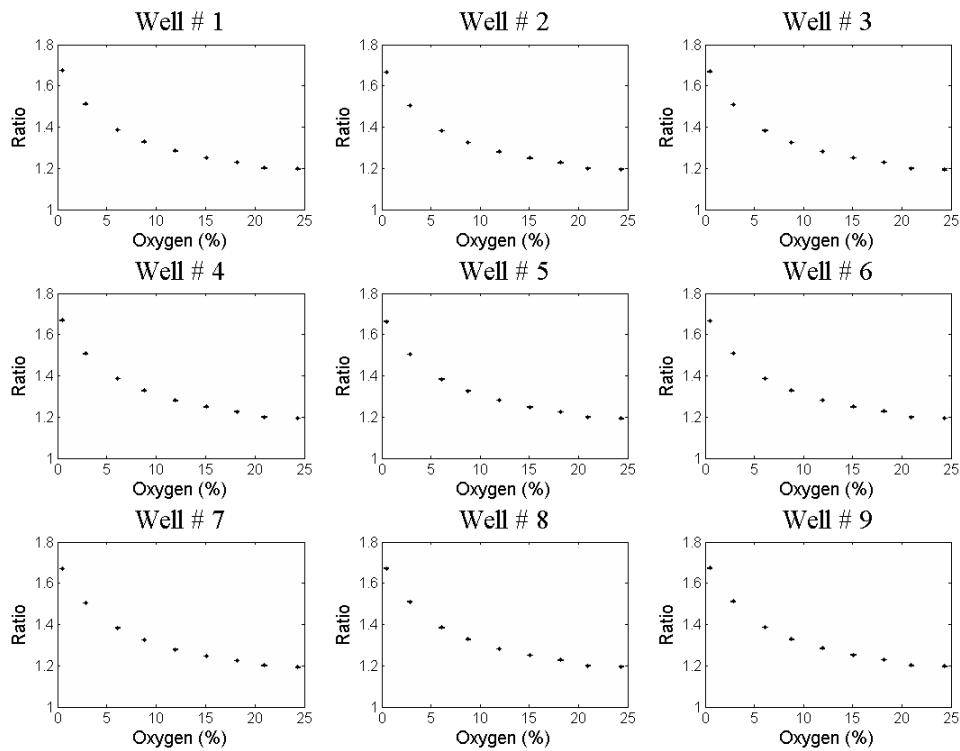 Well # 1
1.8
1.6
1.4
1.2
1
Ratio
0 5 10 15 20 25
Oxygen (%)
Well # 2
1.8
1.6
1.4
1.2
1
Ratio
0 5 10 15 20 25
Oxygen (%)
Well # 3
1.8
1.6
1.4
1.2
1
Ratio
0 5 10 15 20 25
Oxygen (%)
Well # 4
1.8
1.6
1.4
1.2
1
Ratio
0 5 10 15 20 25
Oxygen (%)
Well # 5
1.8
1.6
1.4
1.2
1
Ratio
0 5 10 15 20 25
Oxygen (%)
Well # 6
1.8
1.6
1.4
1.2
1
Ratio
0 5 10 15 20 25
Oxygen (%)
Well # 7
1.8
1.6
1.4
1.2
1
Ratio
0 5 10 15 20 25
Oxygen (%)
Well # 8
1.8
1.6
1.4
1.2
1
Ratio
0 5 10 15 20 25
Oxygen (%)
Well # 9
1.8
1.6
1.4
1.2
1
Ratio
0 5 10 15 20 25
Oxygen (%)